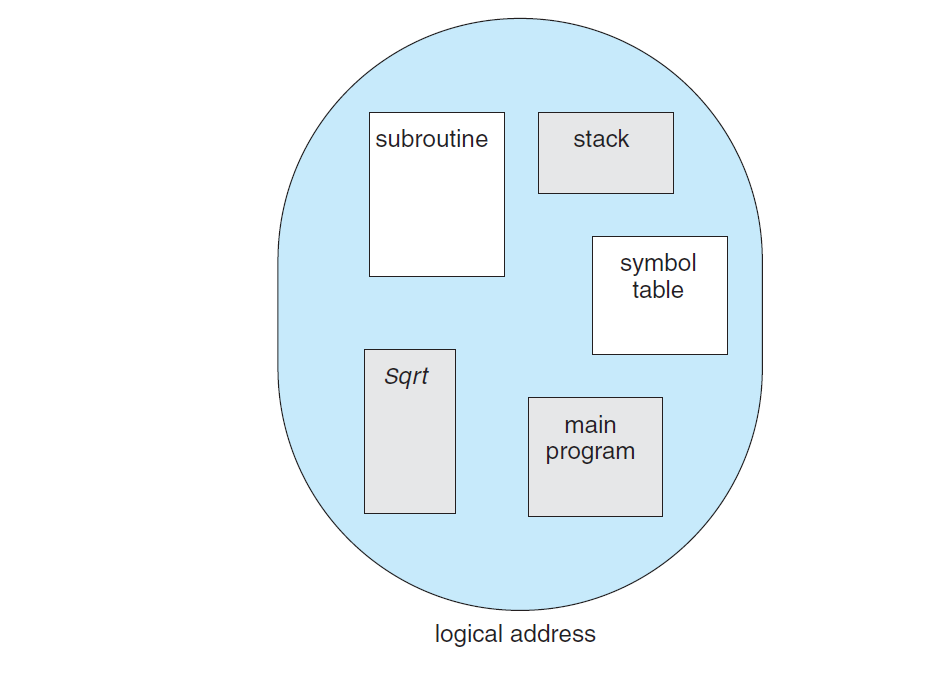 subroutine
stack
symbol
table
Sqrt
main
program
logical address